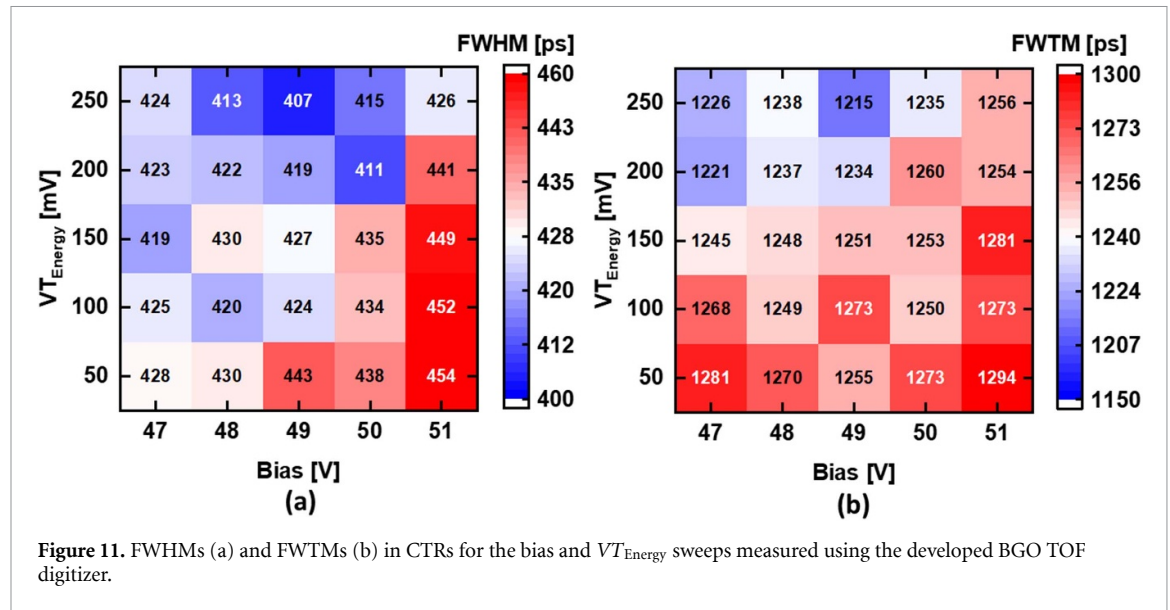 FWHM [ps]
250 424 413 407 415 426
200 423 422 419 411 441
150 419 430 427 435 449
100 425 420 424 434 452
50 428 430 443 438 454
47 48 49 50 51
VT_Energy [mV]
Bias [V]
460
443
435
428
420
412
400
(a)
FWTM [ps]
250 1226 1238 1215 1235 1256
200 1221 1237 1234 1260 1254
150 1245 1248 1251 1253 1281
100 1268 1249 1273 1250 1273
50 1281 1270 1255 1273 1294
47 48 49 50 51
VT_Energy [mV]
Bias [V]
1300
1273
1256
1240
1224
1207
1150
(b)
Figure 11. FWHMs (a) and FWTMs (b) in CTRs for the bias and VT_Energy sweeps measured using the developed BGO TOF
digitizer.